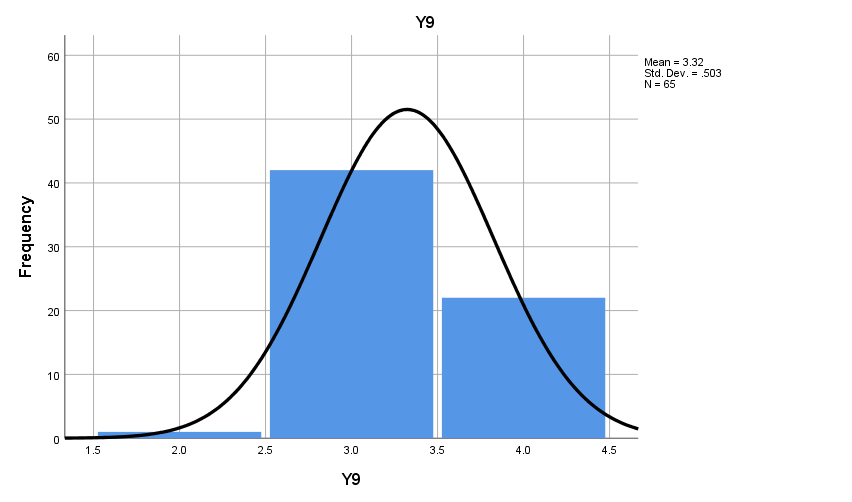 Y9
Mean = 3.32
Std. Dev. = .503
N = 65
60
50
40
30
20
10
0
Frequency
1.5 2.0 2.5 3.0 3.5 4.0 4.5
Y9